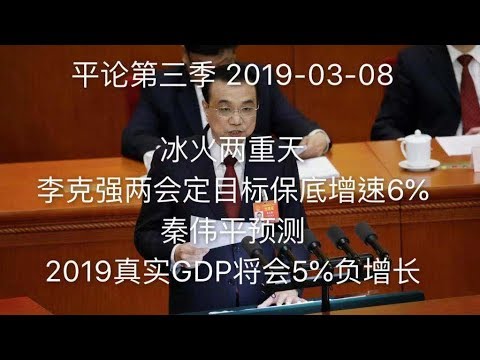 平论第三季 2019-03-08
冰火两重天
李克强两会定目标保底增速6%
秦伟平预测
2019真实GDP将会5%负增长